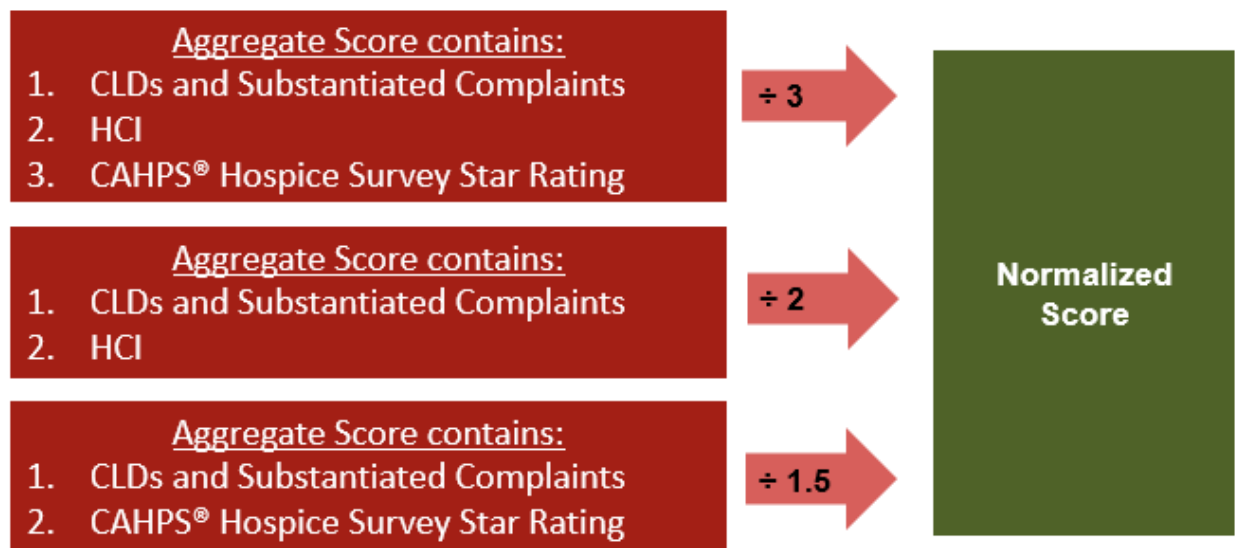 Aggregate Score contains:
1. CLDs and Substantiated Complaints
2. HCI
3. CAHPS® Hospice Survey Star Rating
÷ 3
Aggregate Score contains:
1. CLDs and Substantiated Complaints
2. HCI
÷ 2
Aggregate Score contains:
1. CLDs and Substantiated Complaints
2. CAHPS® Hospice Survey Star Rating
÷ 1.5
Normalized
Score